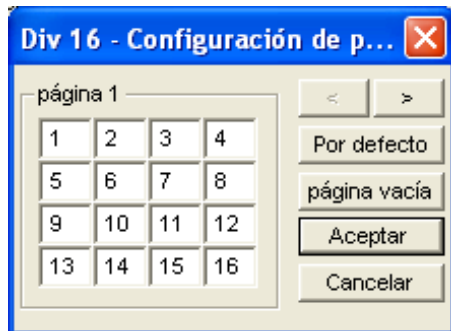 Div 16 - Configuración de p...
página 1
1 2 3 4
5 6 7 8
9 10 11 12
13 14 15 16
< >
Por defecto
página vacía
Aceptar
Cancelar